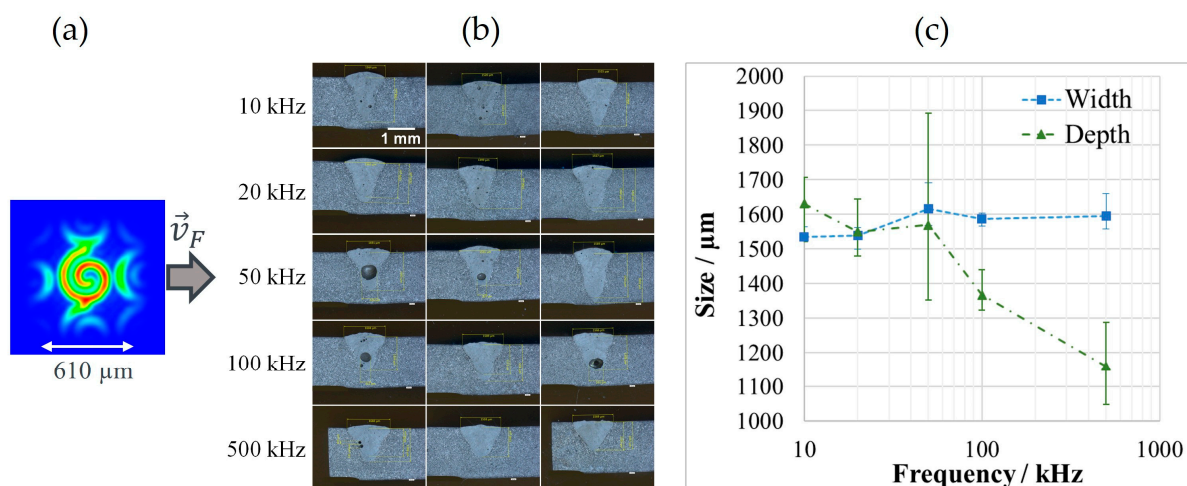 (a)
(b)
(c)
v_F
610 µm
10 kHz
20 kHz
50 kHz
100 kHz
500 kHz
1 mm
2000
1900
1800
1700
1600
1500
1400
1300
1200
1100
1000
Size / µm
Width
Depth
10
100
1000
Frequency / kHz